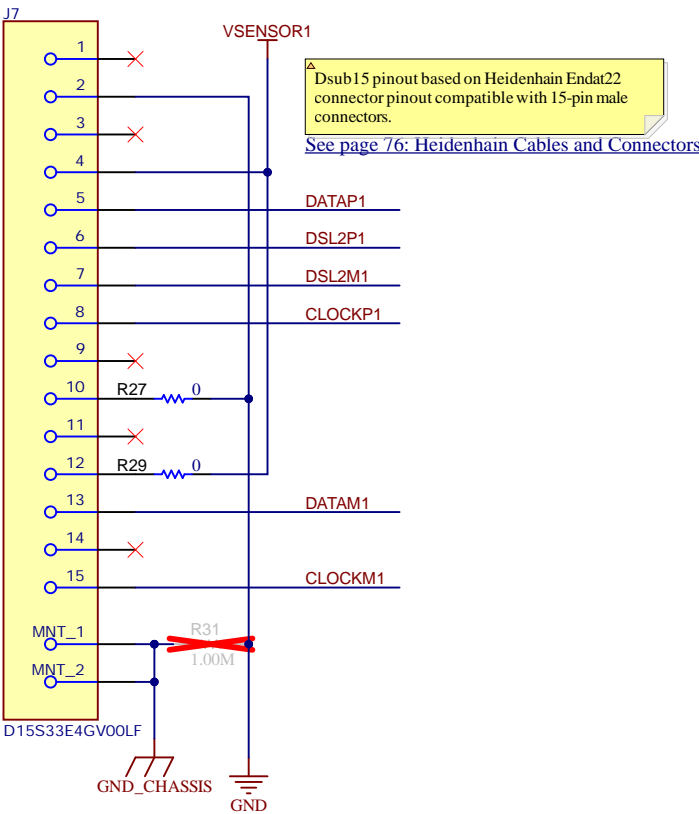 J7
VSENSOR1
1
Dsub15 pinout based on Heidenhain Endat22
connector pinout compatible with 15-pin male
connectors.
2
3
See page 76: Heidenhain Cables and Connectors
4
5 DATAP1
6 DSL2P1
7 DSL2M1
8 CLOCKP1
9
10 R27 0
11
12 R29 0
13 DATAM1
14
15 CLOCKM1
MNT_1 R31
1.00M
MNT_2
D15S33E4GV00LF
GND_CHASSIS
GND